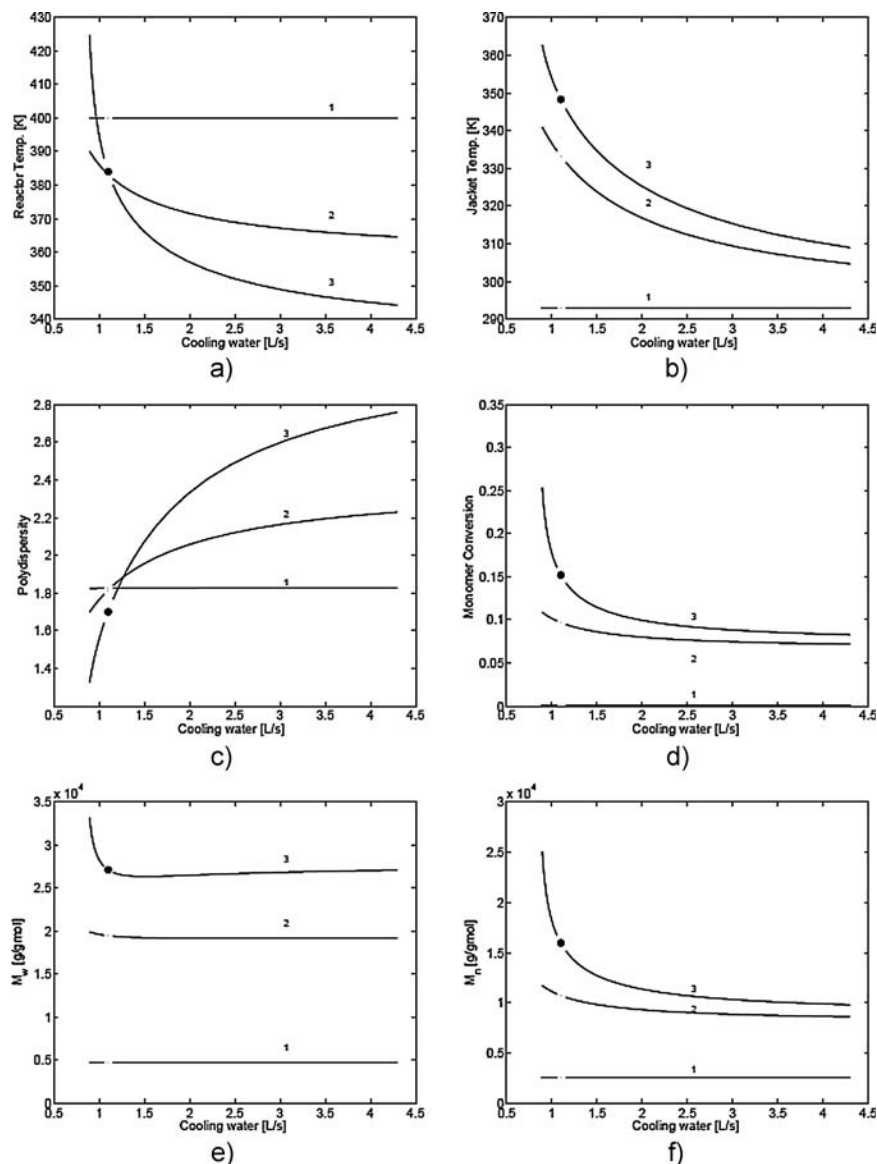 430
420
410
400
390
380
370
360
350
340
0.5 1 1.5 2 2.5 3 3.5 4 4.5
Reactor Temp. [K]
Cooling water [L/s]
1
2
3
a)
370
360
350
340
330
320
310
300
290
0.5 1 1.5 2 2.5 3 3.5 4 4.5
Jacket Temp. [K]
Cooling water [L/s]
3
2
1
b)
2.8
2.6
2.4
2.2
2
1.8
1.6
1.4
0.5 1 1.5 2 2.5 3 3.5 4 4.5
Polydispersity
Cooling water [L/s]
3
2
1
c)
0.35
0.3
0.25
0.2
0.15
0.1
0.05
0
0.5 1 1.5 2 2.5 3 3.5 4 4.5
Monomer Conversion
Cooling water [L/s]
3
2
1
d)
x 10^4
3.5
3
2.5
2
1.5
1
0.5
0
0.5 1 1.5 2 2.5 3 3.5 4 4.5
M_w [g/gmol]
Cooling water [L/s]
3
2
1
e)
x 10^4
3
2.5
2
1.5
1
0.5
0
0.5 1 1.5 2 2.5 3 3.5 4 4.5
M_n [g/gmol]
Cooling water [L/s]
3
2
1
f)